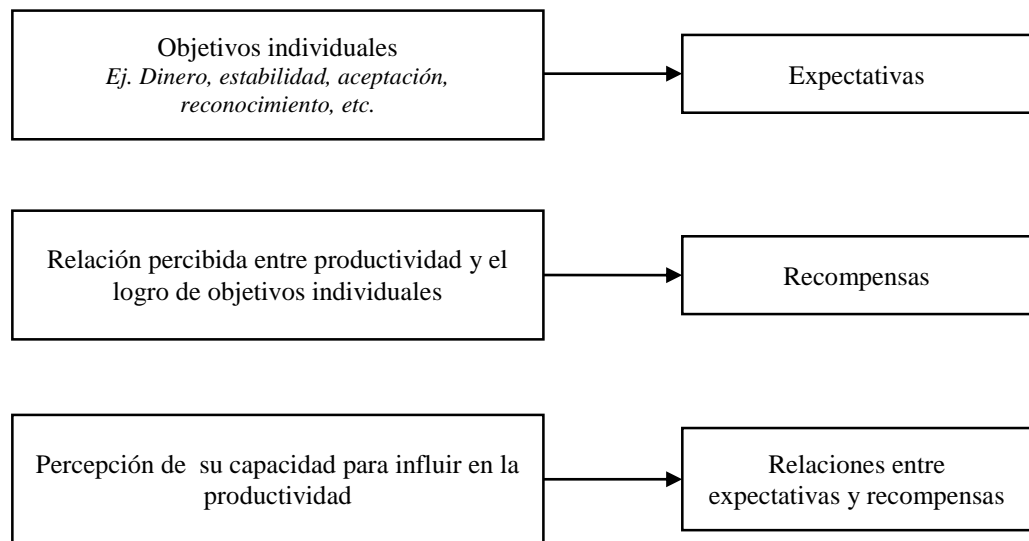 Objetivos individuales
Ej. Dinero, estabilidad, aceptación,
reconocimiento, etc.
Expectativas
Relación percibida entre productividad y el
logro de objetivos individuales
Recompensas
Percepción de  su capacidad para influir en la
productividad
Relaciones entre
expectativas y recompensas